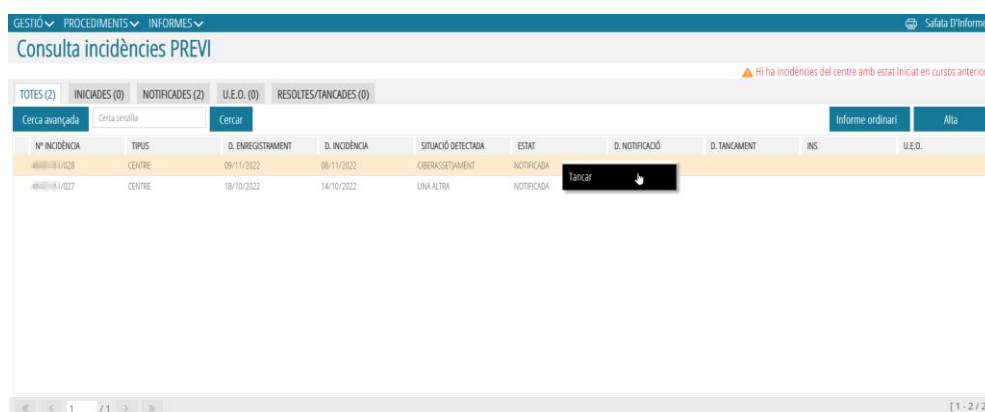 GESTIÓ PROCEDIMENTS INFORMES Safata D'Informe
Consulta incidències PREVI
Hi ha incidències del centre amb estat Iniciat en cursos anterior
TOTES (2) INICIADES (0) NOTIFICADES (2) U.E.O. (0) RESOLTES/TANCADES (0)
Cerca avançada Cerca senzilla Cercar Informe ordinari Alta
Nº INCIDÈNCIA TIPUS D. ENREGISTRAMENT D. INCIDÈNCIA SITUACIÓ DETECTADA ESTAT D. NOTIFICACIÓ D. TANCAMENT INS U.E.O.
/028 CENTRE 09/11/2022 08/11/2022 CIBERASSETJAMENT NOTIFICADA
Tancar
/027 CENTRE 18/10/2022 14/10/2022 UNA ALTRA NOTIFICADA
1 / 1 [ 1 - 2 / 2